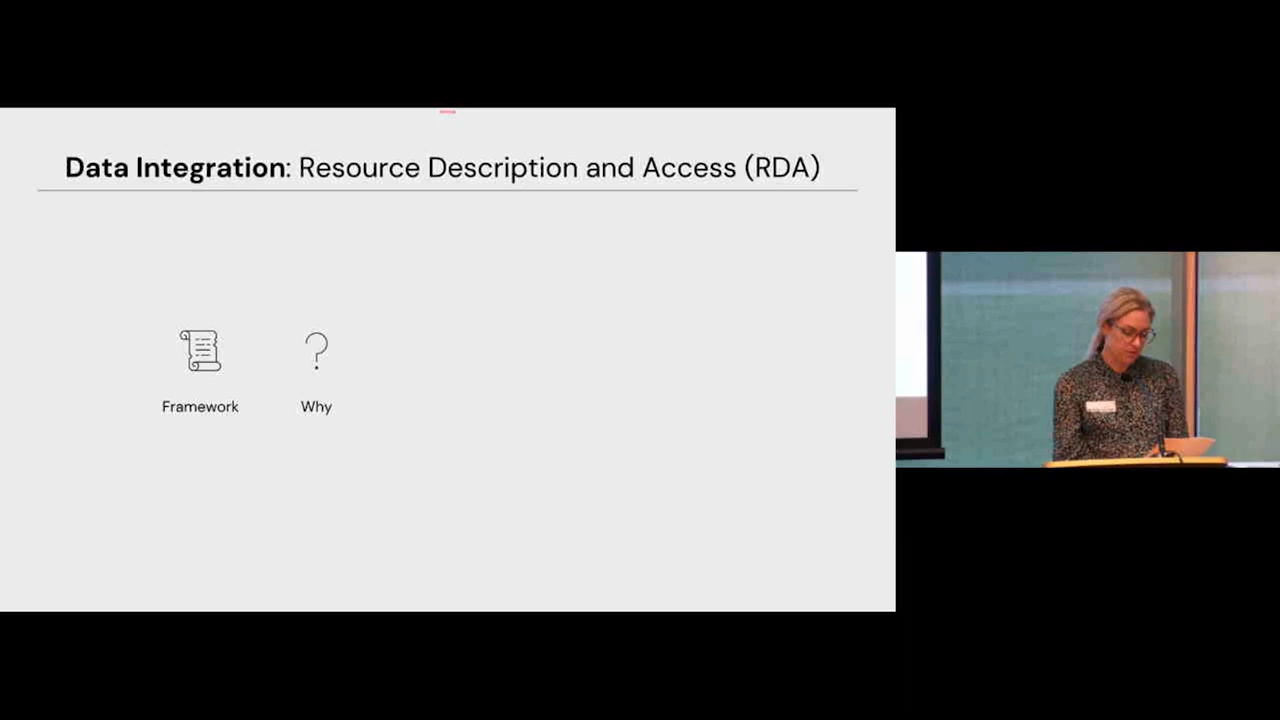 Data Integration: Resource Description and Access (RDA)
Framework
Why